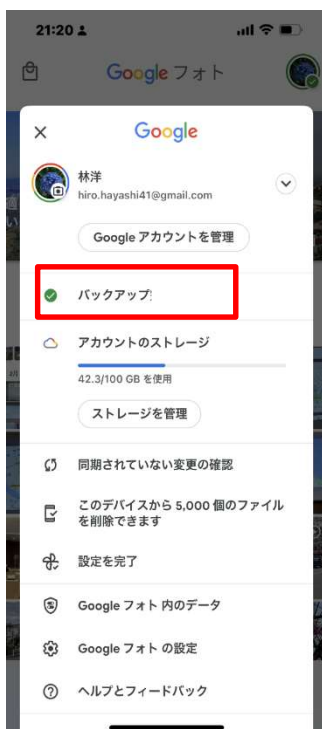 21:20
Google フォト
Google
林洋
hiro.hayashi41@gmail.com
Google アカウントを管理
バックアップ:
アカウントのストレージ
42.3/100 GB を使用
ストレージを管理
同期されていない変更の確認
このデバイスから 5,000 個のファイル
を削除できます
設定を完了
Google フォト 内のデータ
Google フォト の設定
ヘルプとフィードバック